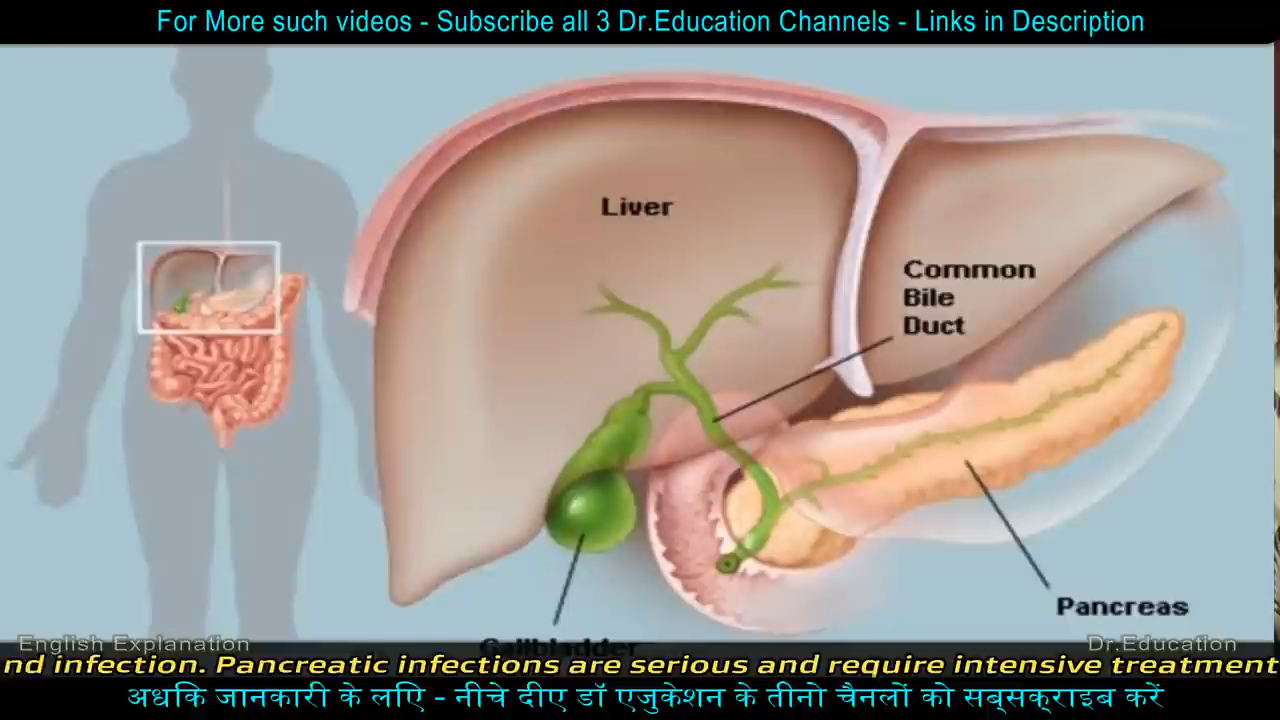 For More such videos - Subscribe all 3 Dr.Education Channels - Links in Description
Liver
Common
Bile
Duct
Pancreas
Gallbladder
English Explanation
Dr.Education
nd infection. Pancreatic infections are serious and require intensive treatment
अधकि जानकारी के लएि - नीचे दीए डॉ एजुकेशन के तीनो चैनलों को सब्सक्राइब करें